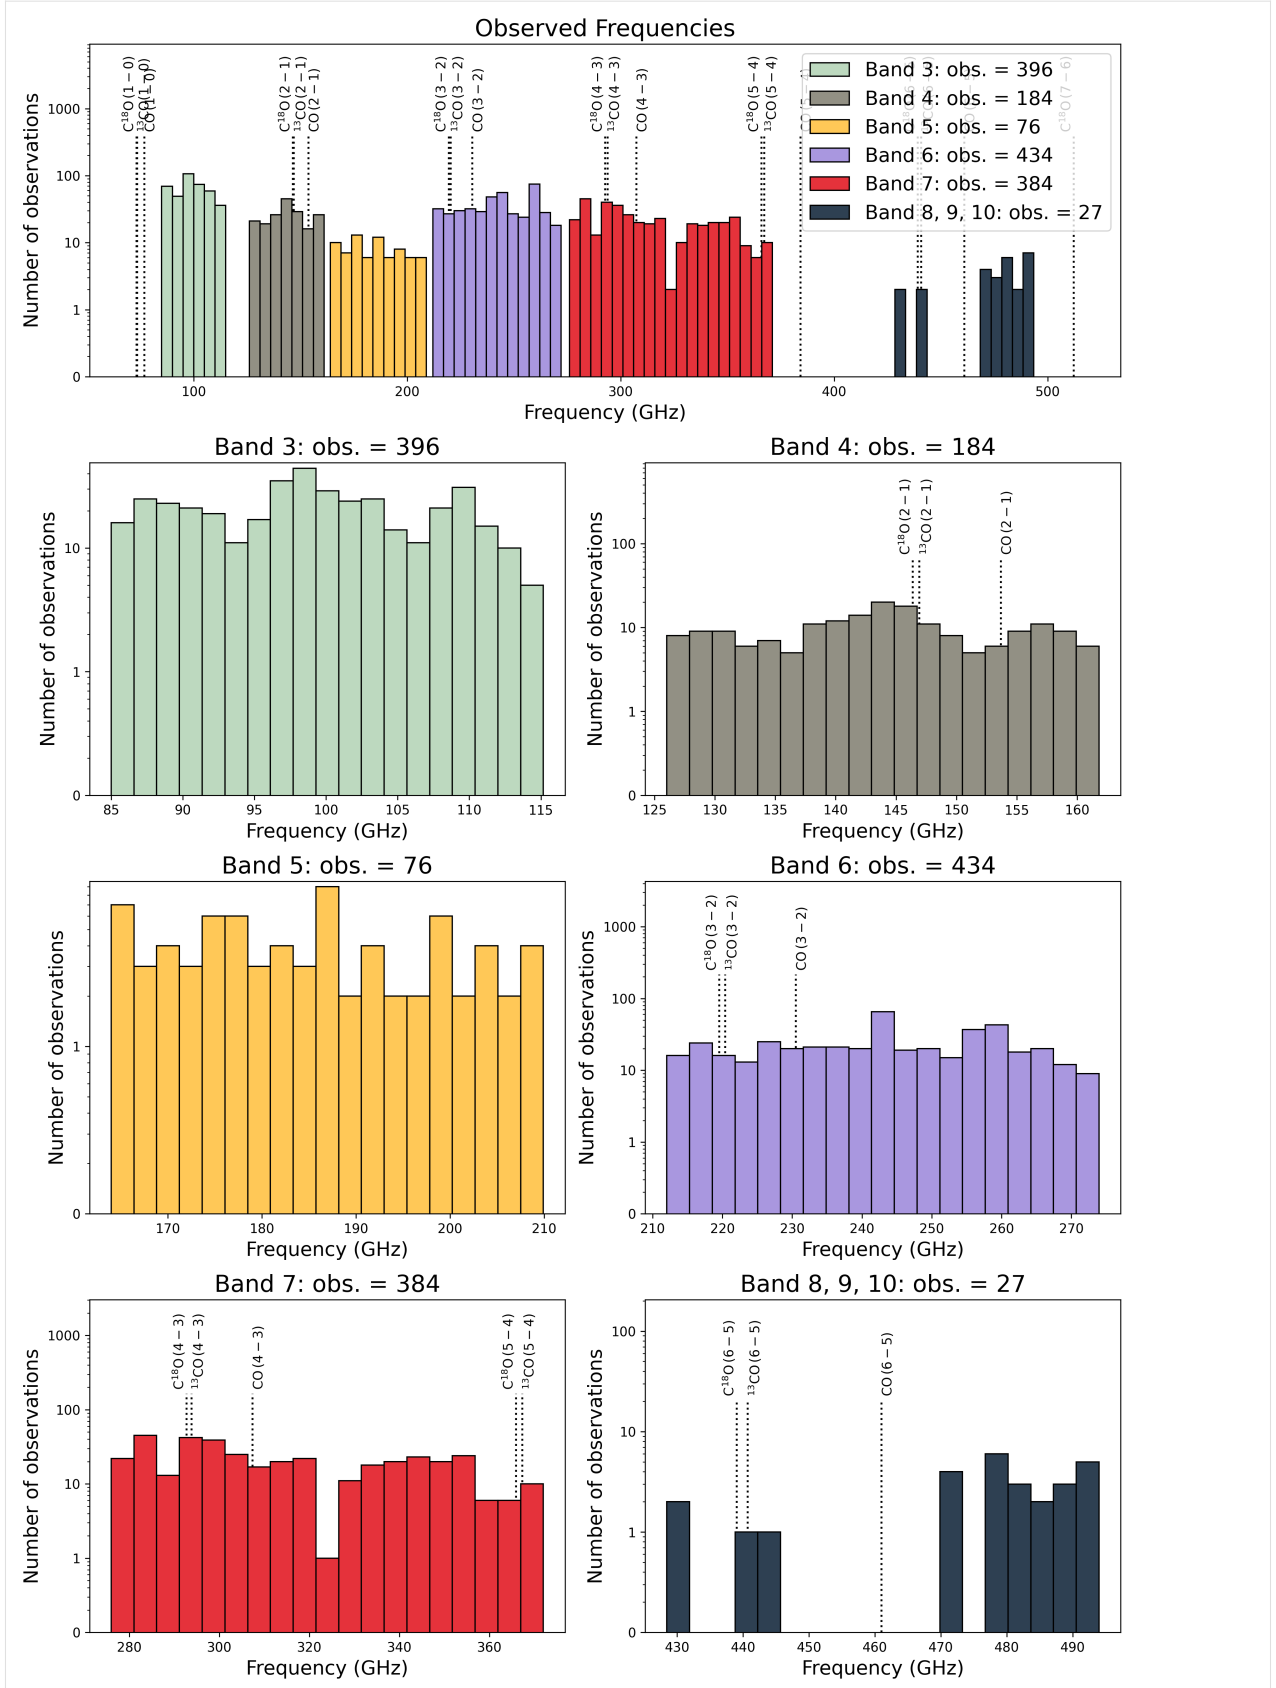 Observed Frequencies
Number of observations
1000
100
10
1
0
C¹⁸O (1 − 0)
¹³CO (1 − 0)
CO (1 − 0)
C¹⁸O (2 − 1)
¹³CO (2 − 1)
CO (2 − 1)
C¹⁸O (3 − 2)
¹³CO (3 − 2)
CO (3 − 2)
C¹⁸O (4 − 3)
¹³CO (4 − 3)
CO (4 − 3)
C¹⁸O (5 − 4)
¹³CO (5 − 4)
C¹⁸O (7 − 6)
Band 3: obs. = 396
Band 4: obs. = 184
Band 5: obs. = 76
Band 6: obs. = 434
Band 7: obs. = 384
Band 8, 9, 10: obs. = 27
100 200 300 400 500
Frequency (GHz)
Band 3: obs. = 396
Number of observations
10
1
0
85 90 95 100 105 110 115
Frequency (GHz)
Band 4: obs. = 184
Number of observations
100
10
1
0
C¹⁸O (2 − 1)
¹³CO (2 − 1)
CO (2 − 1)
125 130 135 140 145 150 155 160
Frequency (GHz)
Band 5: obs. = 76
Number of observations
1
0
170 180 190 200 210
Frequency (GHz)
Band 6: obs. = 434
Number of observations
1000
100
10
1
0
C¹⁸O (3 − 2)
¹³CO (3 − 2)
CO (3 − 2)
210 220 230 240 250 260 270
Frequency (GHz)
Band 7: obs. = 384
Number of observations
1000
100
10
1
0
C¹⁸O (4 − 3)
¹³CO (4 − 3)
CO (4 − 3)
C¹⁸O (5 − 4)
¹³CO (5 − 4)
280 300 320 340 360
Frequency (GHz)
Band 8, 9, 10: obs. = 27
Number of observations
100
10
1
0
C¹⁸O (6 − 5)
¹³CO (6 − 5)
CO (6 − 5)
430 440 450 460 470 480 490
Frequency (GHz)